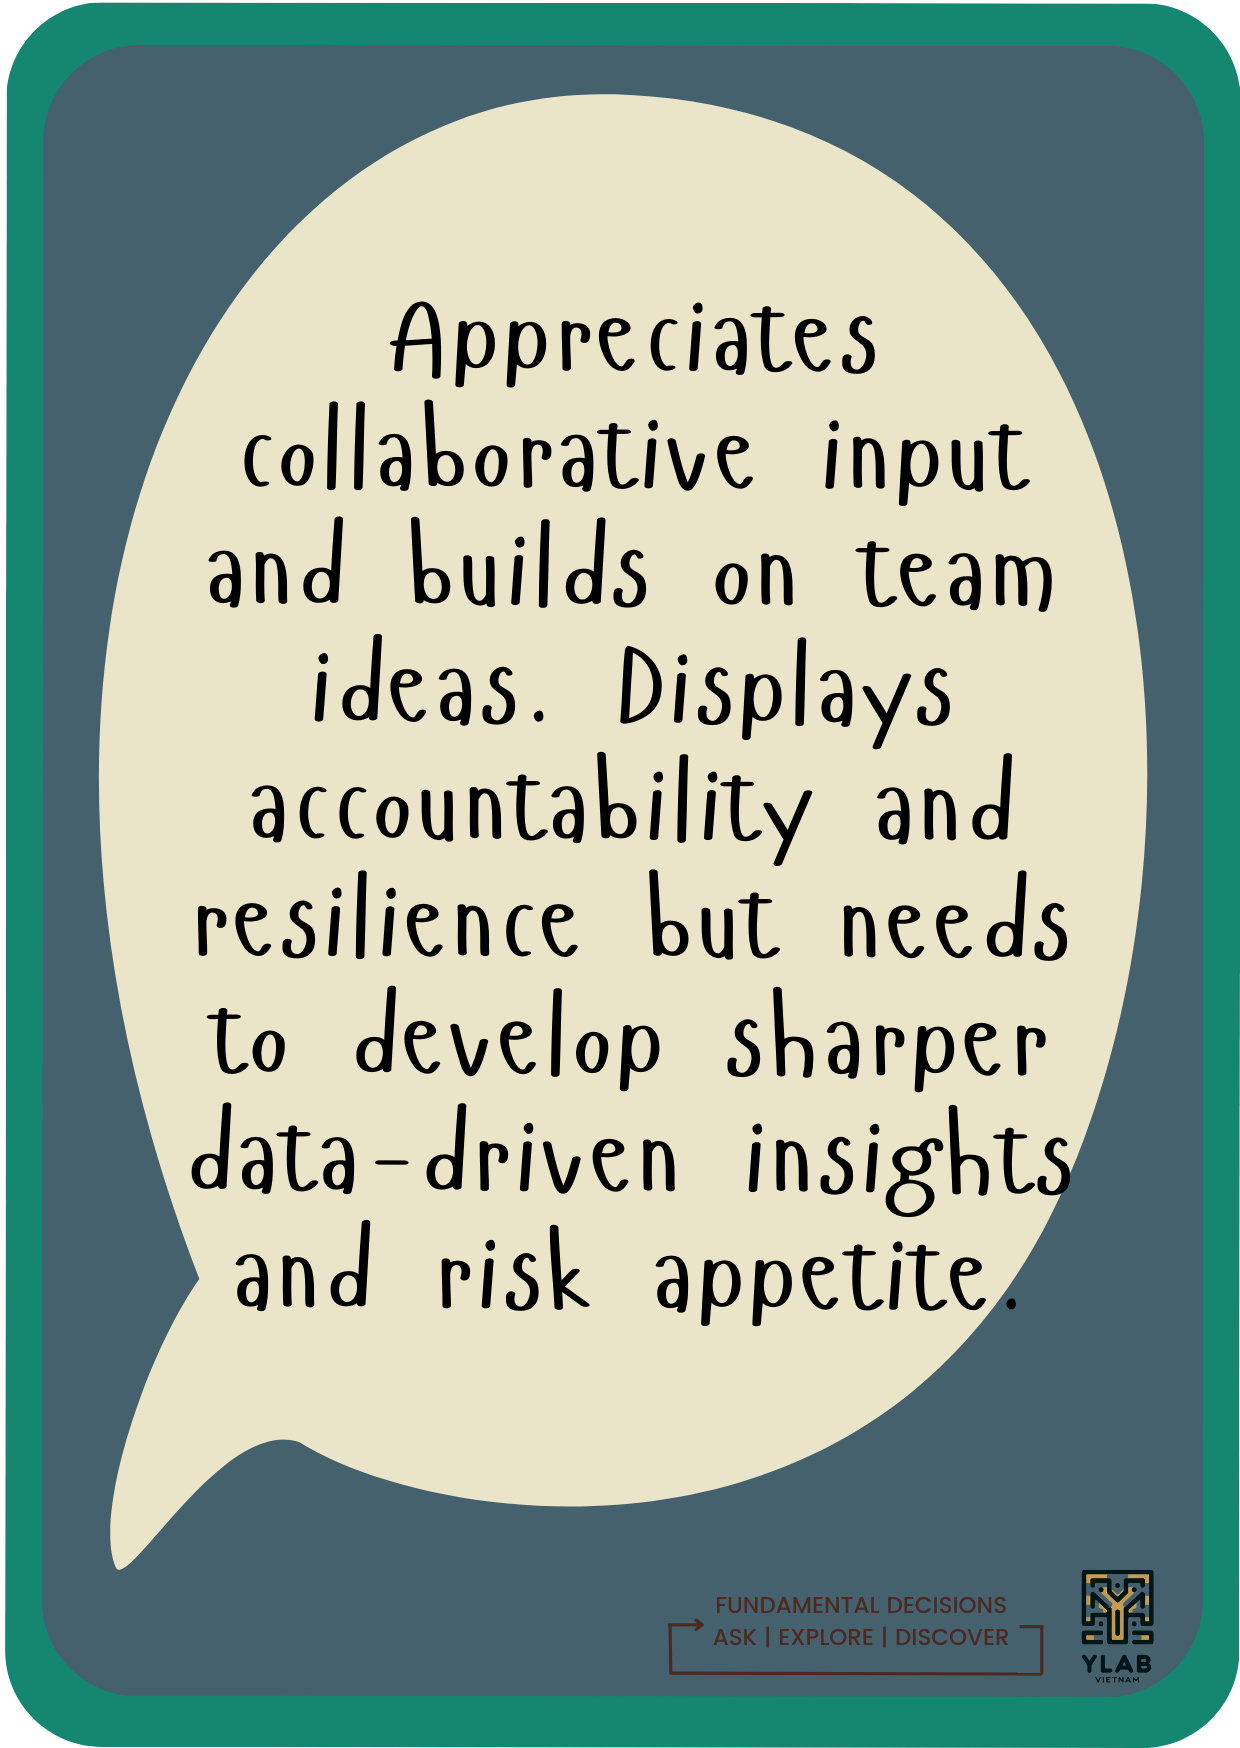 Appreciates
collaborative input
and builds on team
ideas. Displays
accountability and
resilience but needs
to develop sharper
data-driven insights
and risk appetite.
FUNDAMENTAL DECISIONS
ASK | EXPLORE | DISCOVER
YLAB
VIETNAM